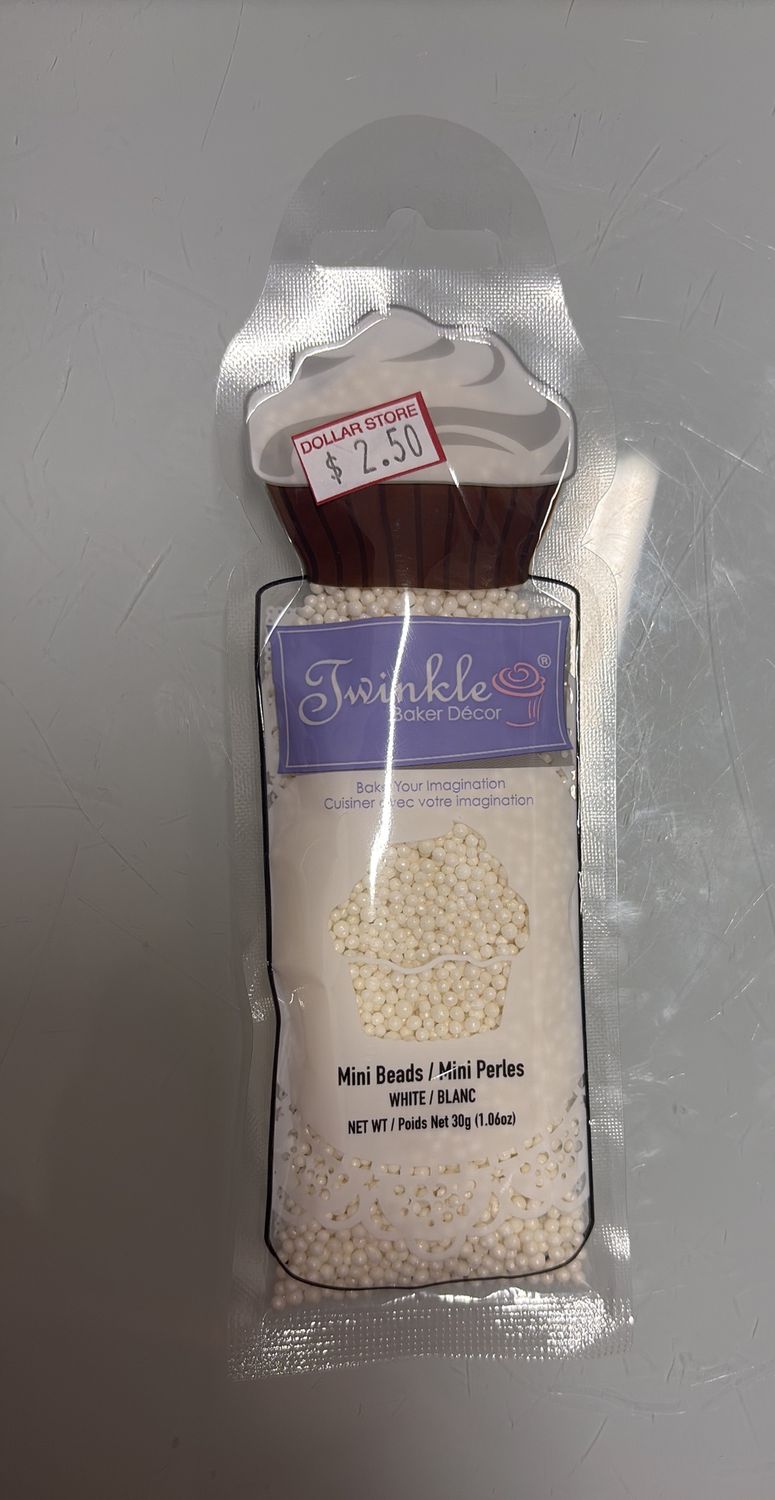 DOLLAR STORE
$ 2.50
Twinkle®
Baker Décor
Bake Your Imagination
Cuisiner avec votre imagination
Mini Beads / Mini Perles
WHITE / BLANC
NET WT / Poids Net 30g (1.06oz)